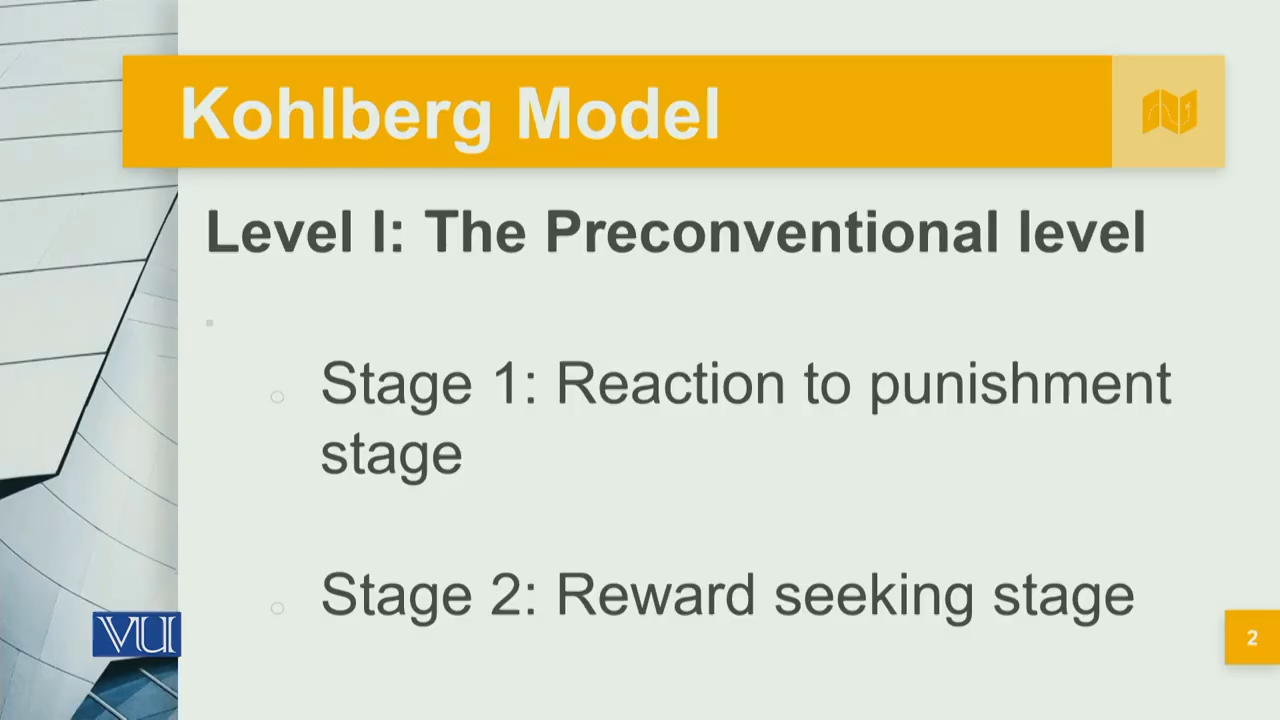 Kohlberg Model
Level I: The Preconventional level
Stage 1: Reaction to punishment
stage
Stage 2: Reward seeking stage
VU
2